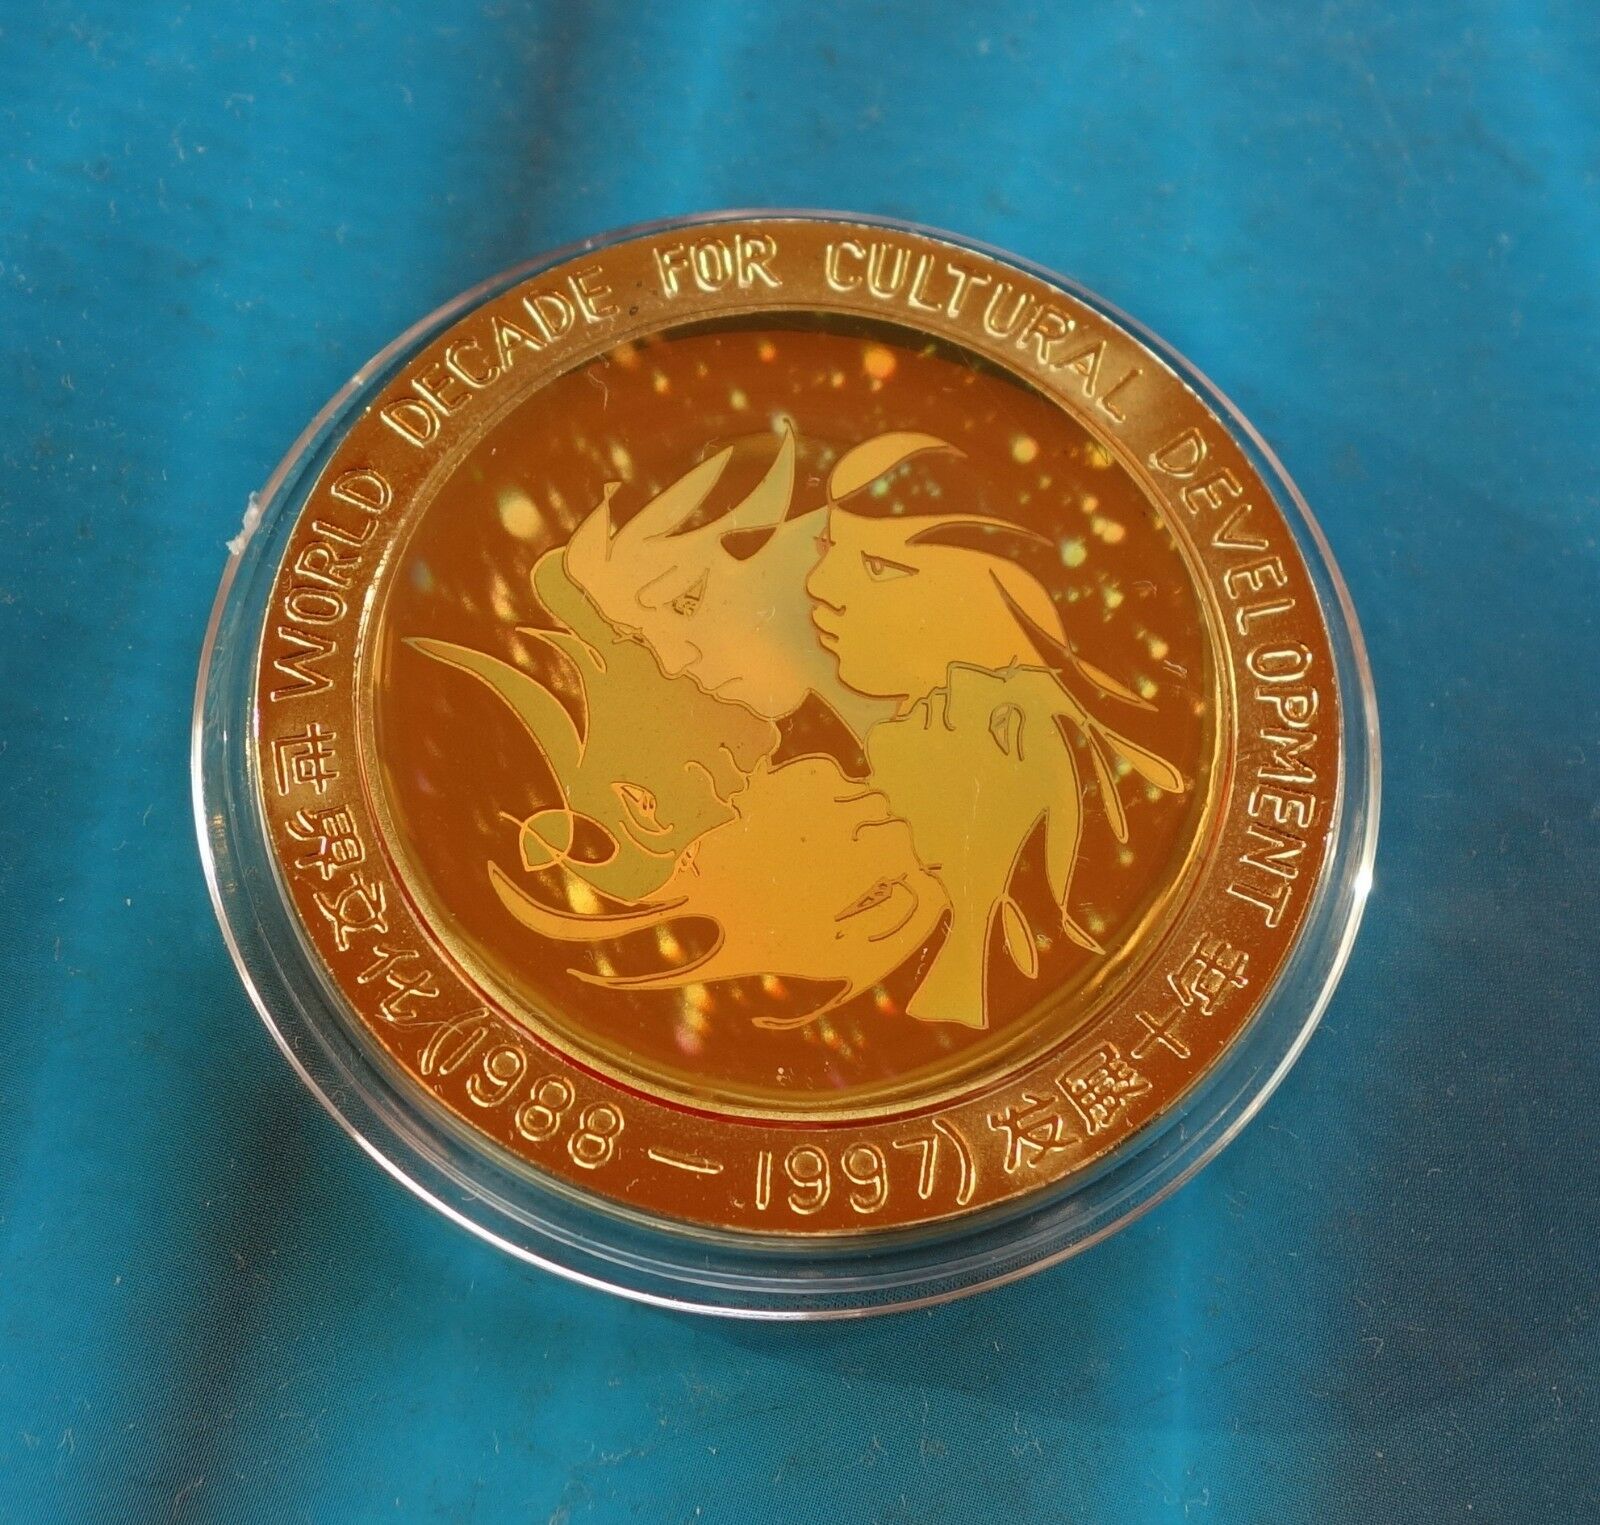 WORLD DECADE FOR CULTURAL DEVELOPMENT
世界文化(1988-1997)发展十年